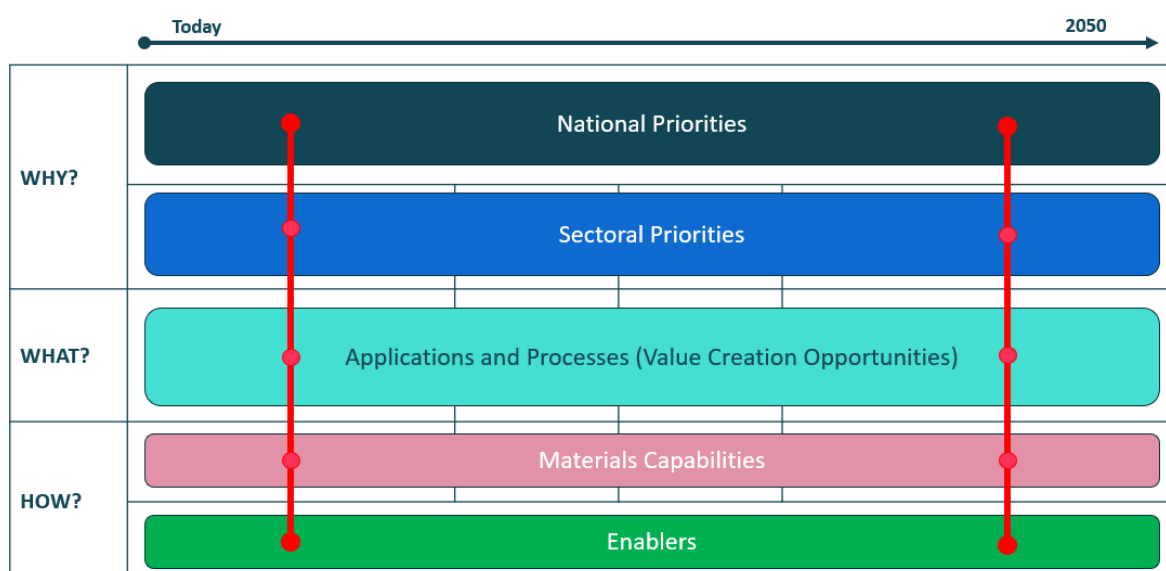 Today
2050
WHY?
National Priorities
Sectoral Priorities
WHAT?
Applications and Processes (Value Creation Opportunities)
HOW?
Materials Capabilities
Enablers